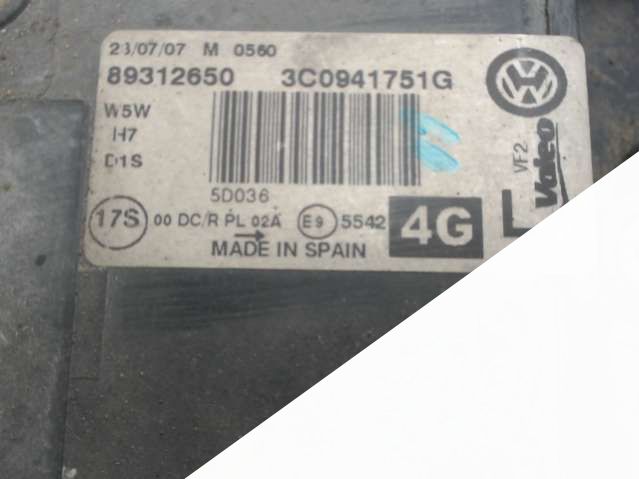 23/07/07 M 0560
89312650 3C0941751G
W5W
H7
D1S
5D036
VF2 Valeo
17S 00 DC/R PL 02A E9 5542 4G L
MADE IN SPAIN